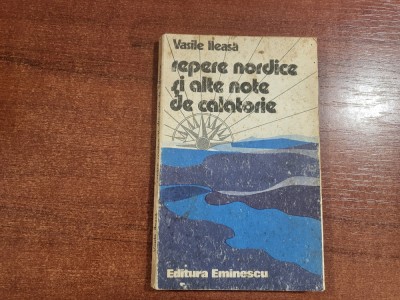 Vasile Ileasă
repere nordice
și alte note
de calatorie
Editura Eminescu